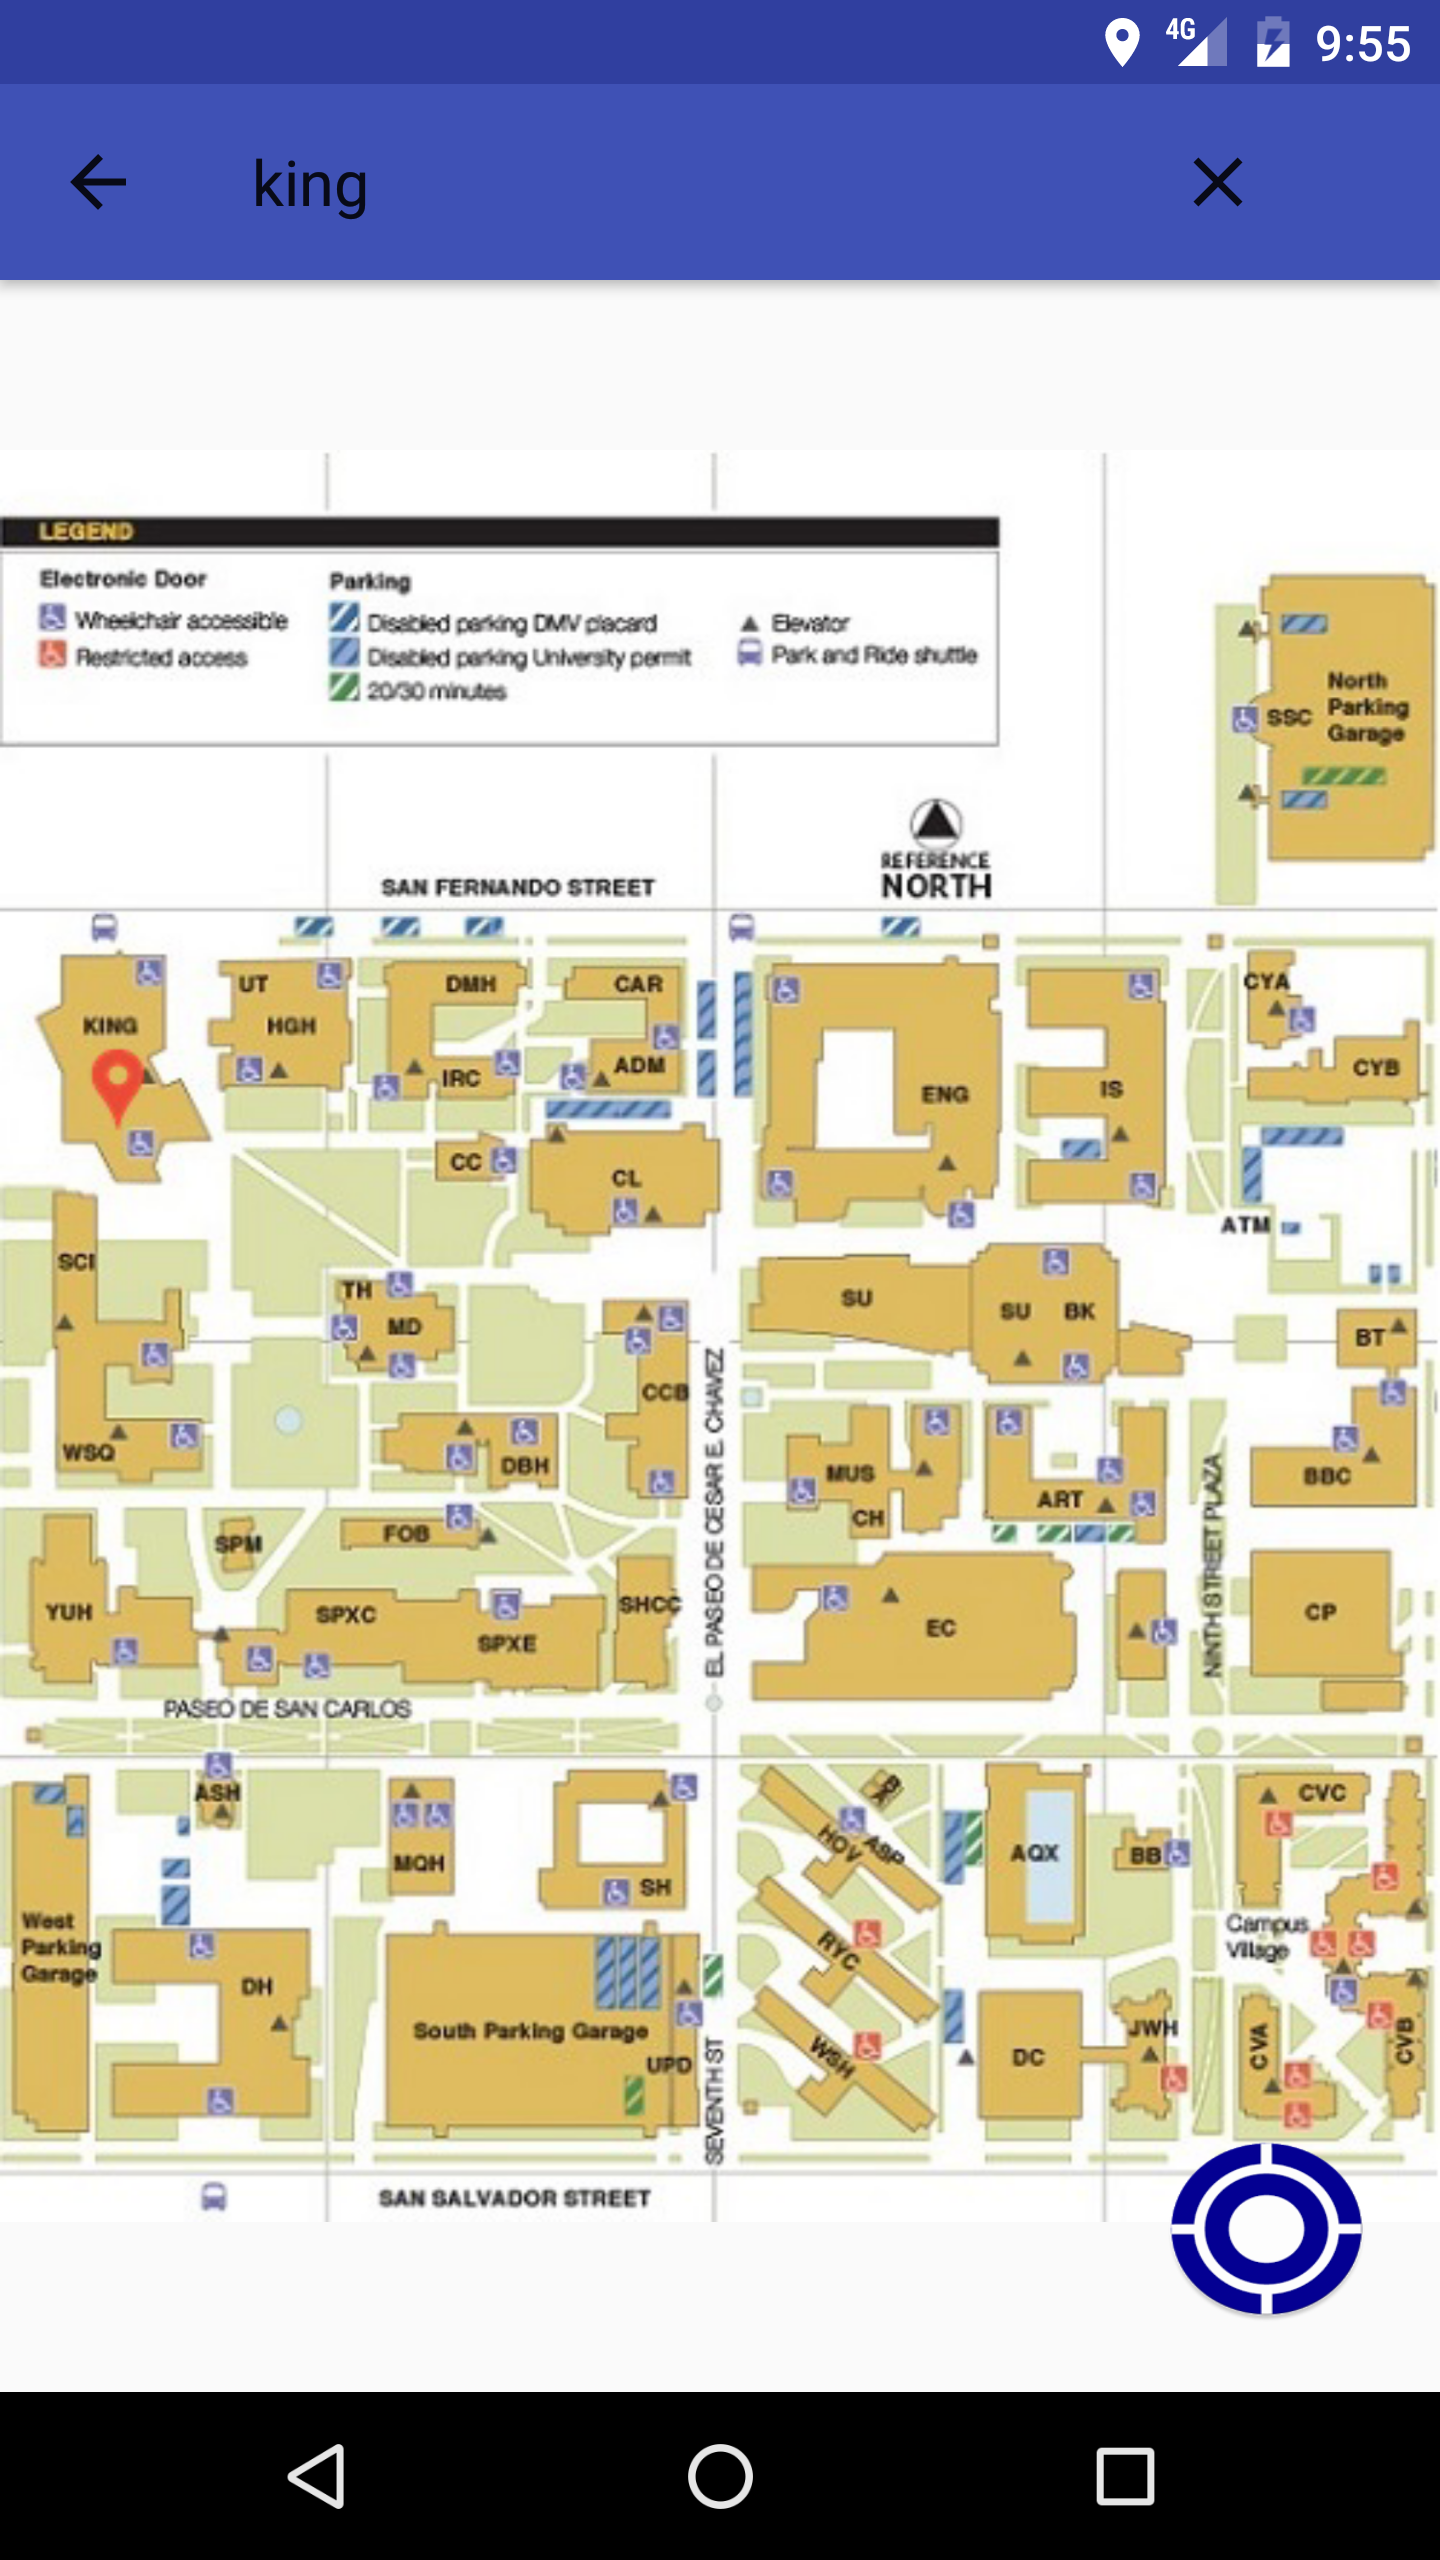 4G 9:55
king
LEGEND
Electronic Door
Wheelchair accessible
Restricted access
Parking
Disabled parking DMV placard
Disabled parking University permit
20/30 minutes
Elevator
Park and Ride shuttle
SSC
North
Parking
Garage
REFERENCE
NORTH
SAN FERNANDO STREET
KING
UT
HGH
DMH
IRC
CAR
ADM
ENG
IS
CYA
CYB
CC
CL
ATM
SCI
TH
MD
SU
SU BK
BT
CCB
EL PASEO DE CESAR E. CHAVEZ
WSQ
DBH
MUS
CH
ART
NINTH STREET PLAZA
BBC
SPM
FOB
YUH
SPXC
SPXE
SHCC
EC
CP
PASEO DE SAN CARLOS
ASH
MQH
SH
BA
HOV
ASP
AQX
BB
CVC
West
Parking
Garage
DH
RYC
Campus
Village
South Parking Garage
UPD
SEVENTH ST
WSH
DC
JWH
CVA
CVB
SAN SALVADOR STREET